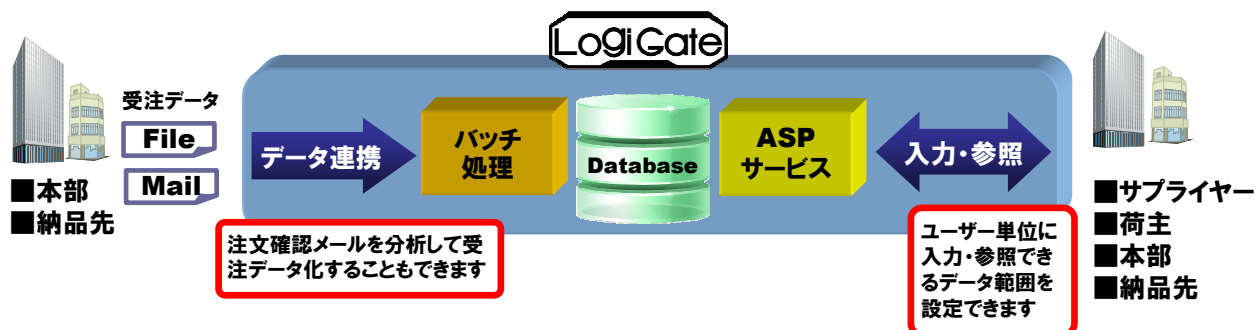 LogiGate
受注データ
File
Mail
■本部
■納品先
データ連携
バッチ
処理
Database
ASP
サービス
入力・参照
注文確認メールを分析して受
注データ化することもできます
ユーザー単位に
入力・参照でき
るデータ範囲を
設定できます
■サプライヤー
■荷主
■本部
■納品先